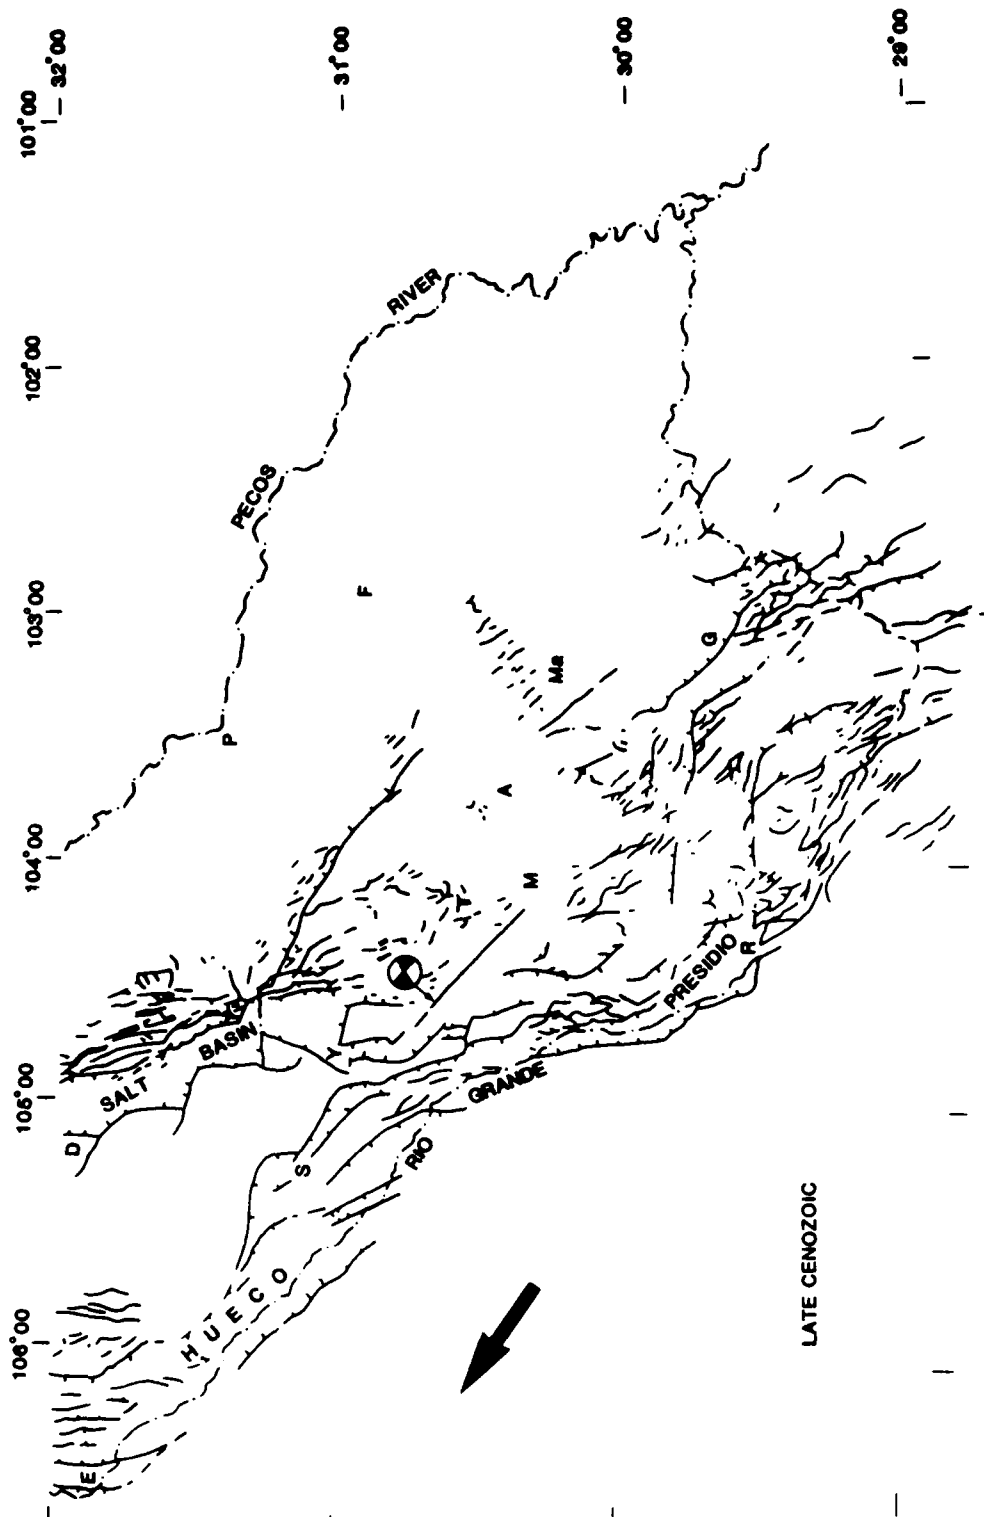 101°00
102°00
103°00
104°00
105°00
106°00
32°00
31°00
30°00
29°00
PECOS
RIVER
P
F
Ma
G
A
M
T
R
PRESIDIO
RIO
GRANDE
SALT
BASIN
D
S
HUECO
E
LATE CENOZOIC